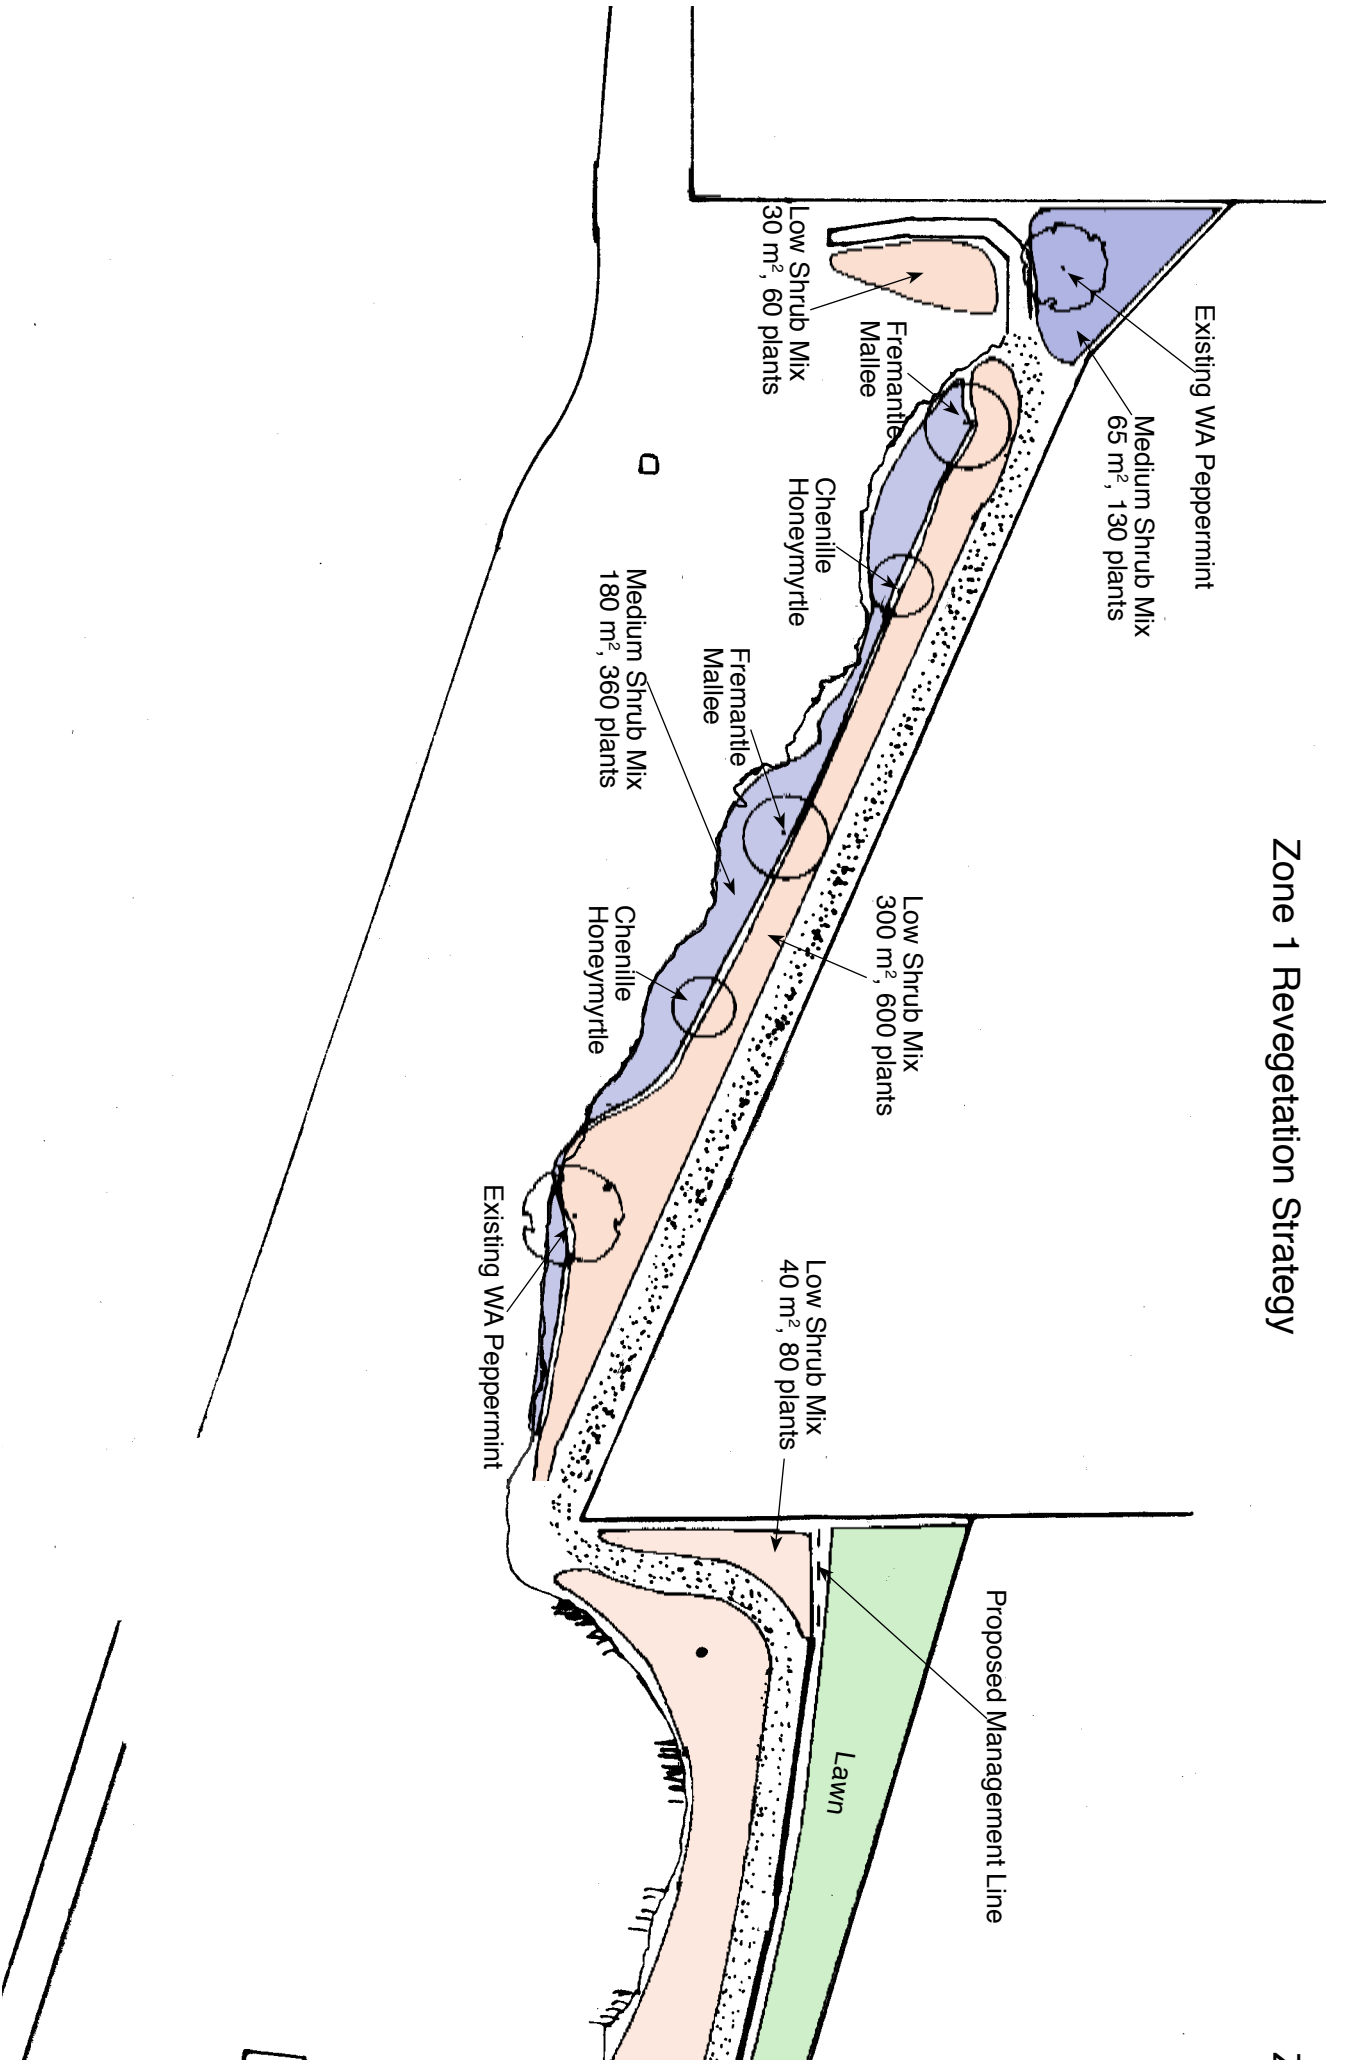 Zone 1 Revegetation Strategy
Existing WA Peppermint
Medium Shrub Mix
65 m², 130 plants
Low Shrub Mix
30 m², 60 plants
Fremantle
Mallee
Chenille
Honeymyrtle
Medium Shrub Mix
180 m², 360 plants
Fremantle
Mallee
Low Shrub Mix
300 m², 600 plants
Chenille
Honeymyrtle
Existing WA Peppermint
Low Shrub Mix
40 m², 80 plants
Proposed Management Line
Lawn